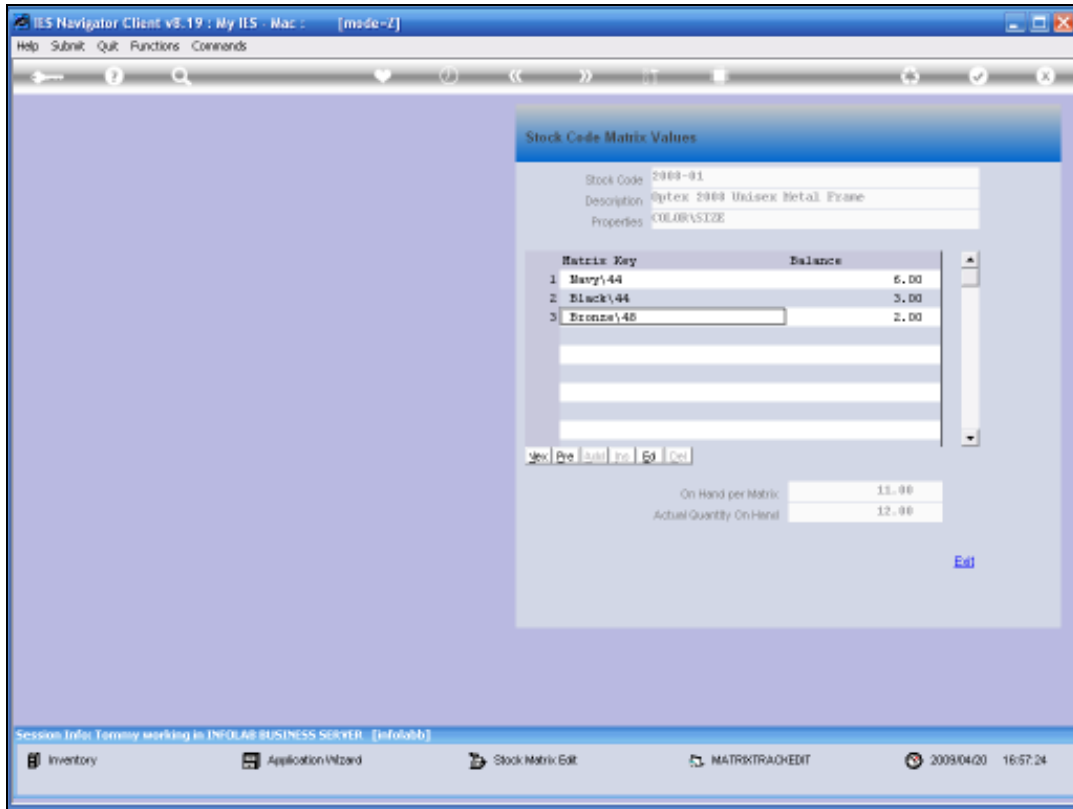 IES Navigator Client v8.19 : My IES - Mac : [mode=Z]
Help Submit Quit Functions Commands
Stock Code Matrix Values
Stock Code 2000-01
Description Optex 2000 Unisex Metal Frame
Properties COLOR\SIZE
Matrix Key Balance
1 Navy\44 6.00
2 Black\44 3.00
3 Bronze\48 2.00
Nex Pre Add Ins Ed Del
On Hand per Matrix 11.00
Actual Quantity On Hand 12.00
Exit
Session Info: Tommy working in INFOLAB BUSINESS SERVER [infolabb]
Inventory Application Wizard Stock Matrix Edit MATRIXTRACKEDIT 2009/04/20 16:57:24